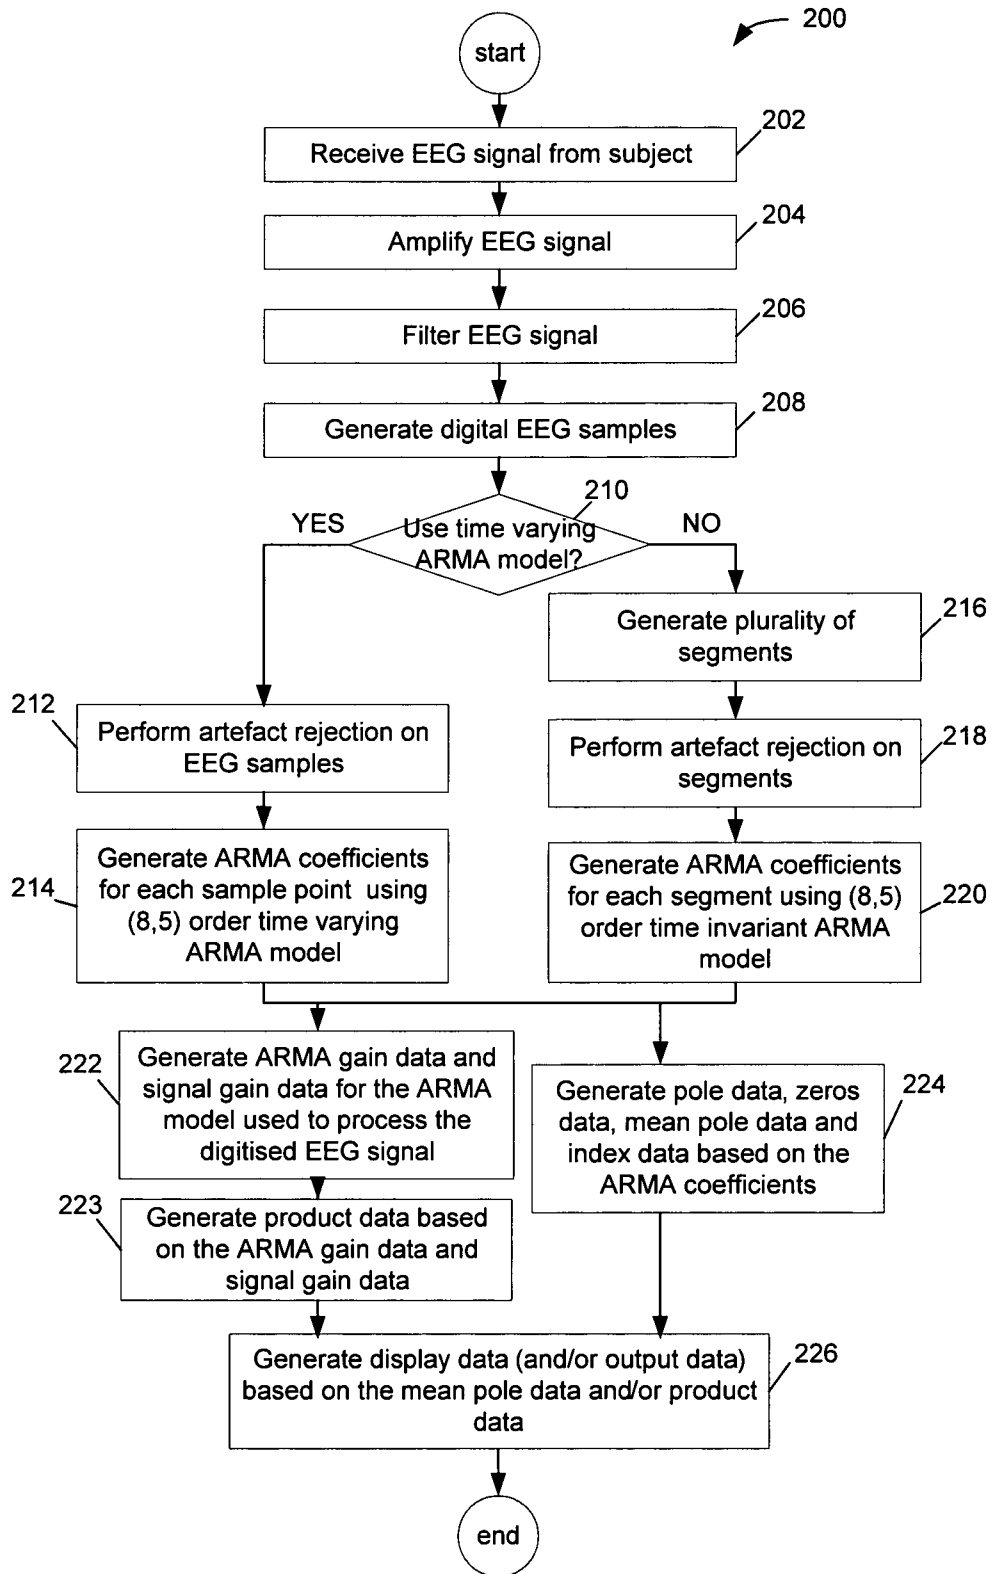 200
start
202
Receive EEG signal from subject
204
Amplify EEG signal
206
Filter EEG signal
208
Generate digital EEG samples
210
YES
Use time varying
ARMA model?
NO
216
Generate plurality of
segments
212
Perform artefact rejection on
EEG samples
218
Perform artefact rejection on
segments
214
Generate ARMA coefficients
for each sample point using
(8,5) order time varying
ARMA model
220
Generate ARMA coefficients
for each segment using (8,5)
order time invariant ARMA
model
222
Generate ARMA gain data and
signal gain data for the ARMA
model used to process the
digitised EEG signal
224
Generate pole data, zeros
data, mean pole data and
index data based on the
ARMA coefficients
223
Generate product data based
on the ARMA gain data and
signal gain data
226
Generate display data (and/or output data)
based on the mean pole data and/or product
data
end